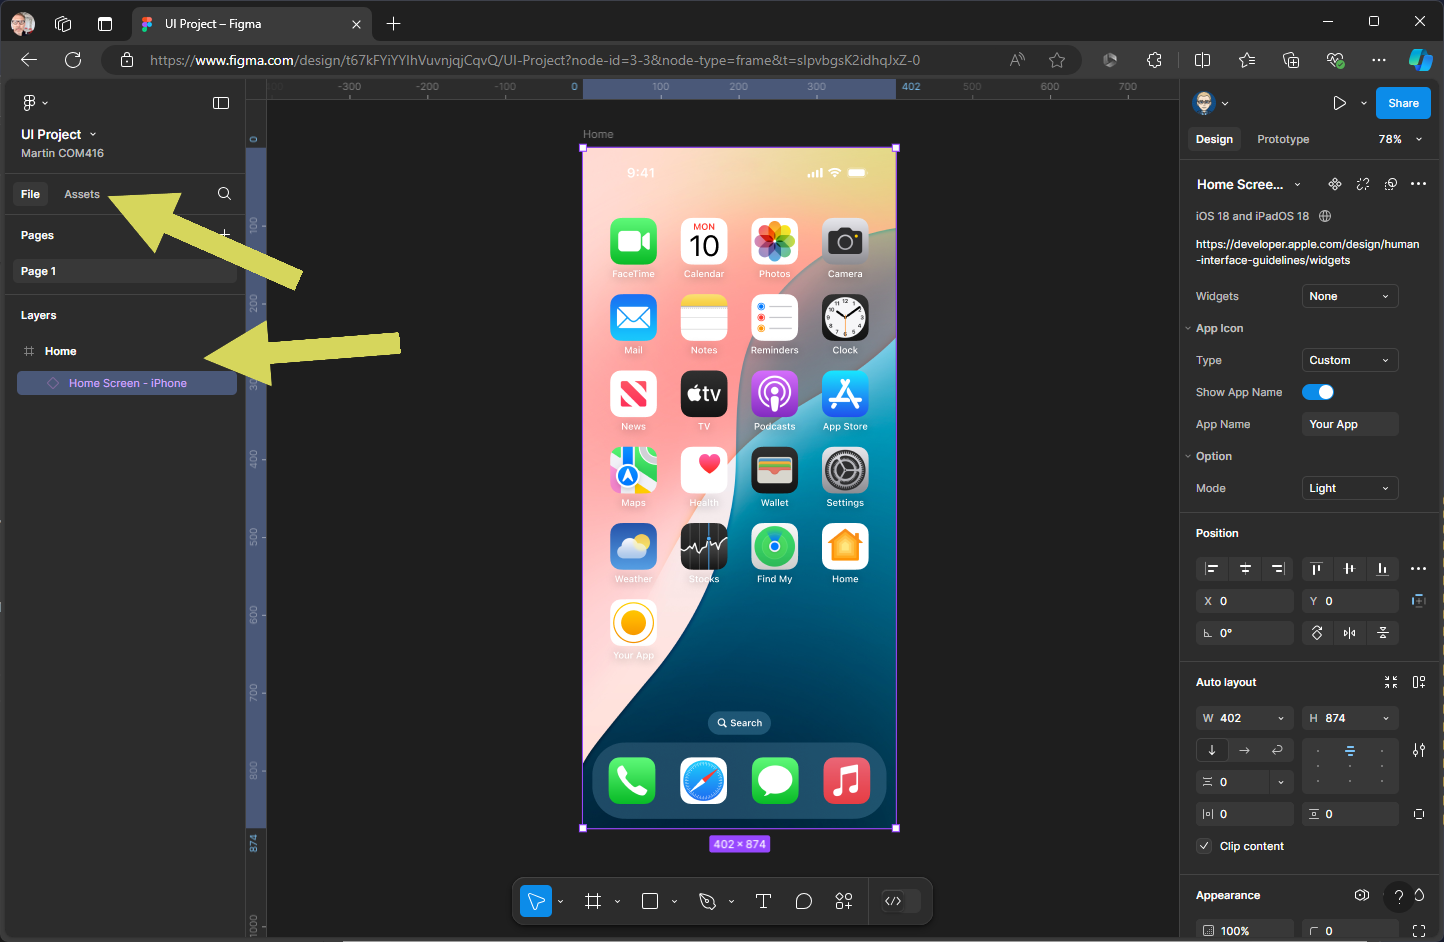 UI Project – Figma
https://www.figma.com/design/t67kFYiYYIhVuvnjqjCqvQ/UI-Project?node-id=3-3&node-type=frame&t=sIpvbgsK2idhqJxZ-0
UI Project
Martin COM416
File
Assets
Pages
Page 1
Layers
Home
Home Screen - iPhone
-300
-200
-100
0
100
200
300
402
500
600
700
0
100
200
300
400
500
600
700
800
874
1000
Home
9:41
FaceTime
MON
10
Calendar
Photos
Camera
Mail
Notes
Reminders
Clock
News
tv
TV
Podcasts
App Store
Maps
Health
Wallet
Settings
Weather
Stocks
Find My
Home
Your App
Search
402 × 874
Share
Design
Prototype
78%
Home Scree...
iOS 18 and iPadOS 18
https://developer.apple.com/design/human
-interface-guidelines/widgets
Widgets
None
App Icon
Type
Custom
Show App Name
App Name
Your App
Option
Mode
Light
Position
X 0
Y 0
0°
Auto layout
W 402
H 874
0
0
0
Clip content
Appearance
?
100%
0